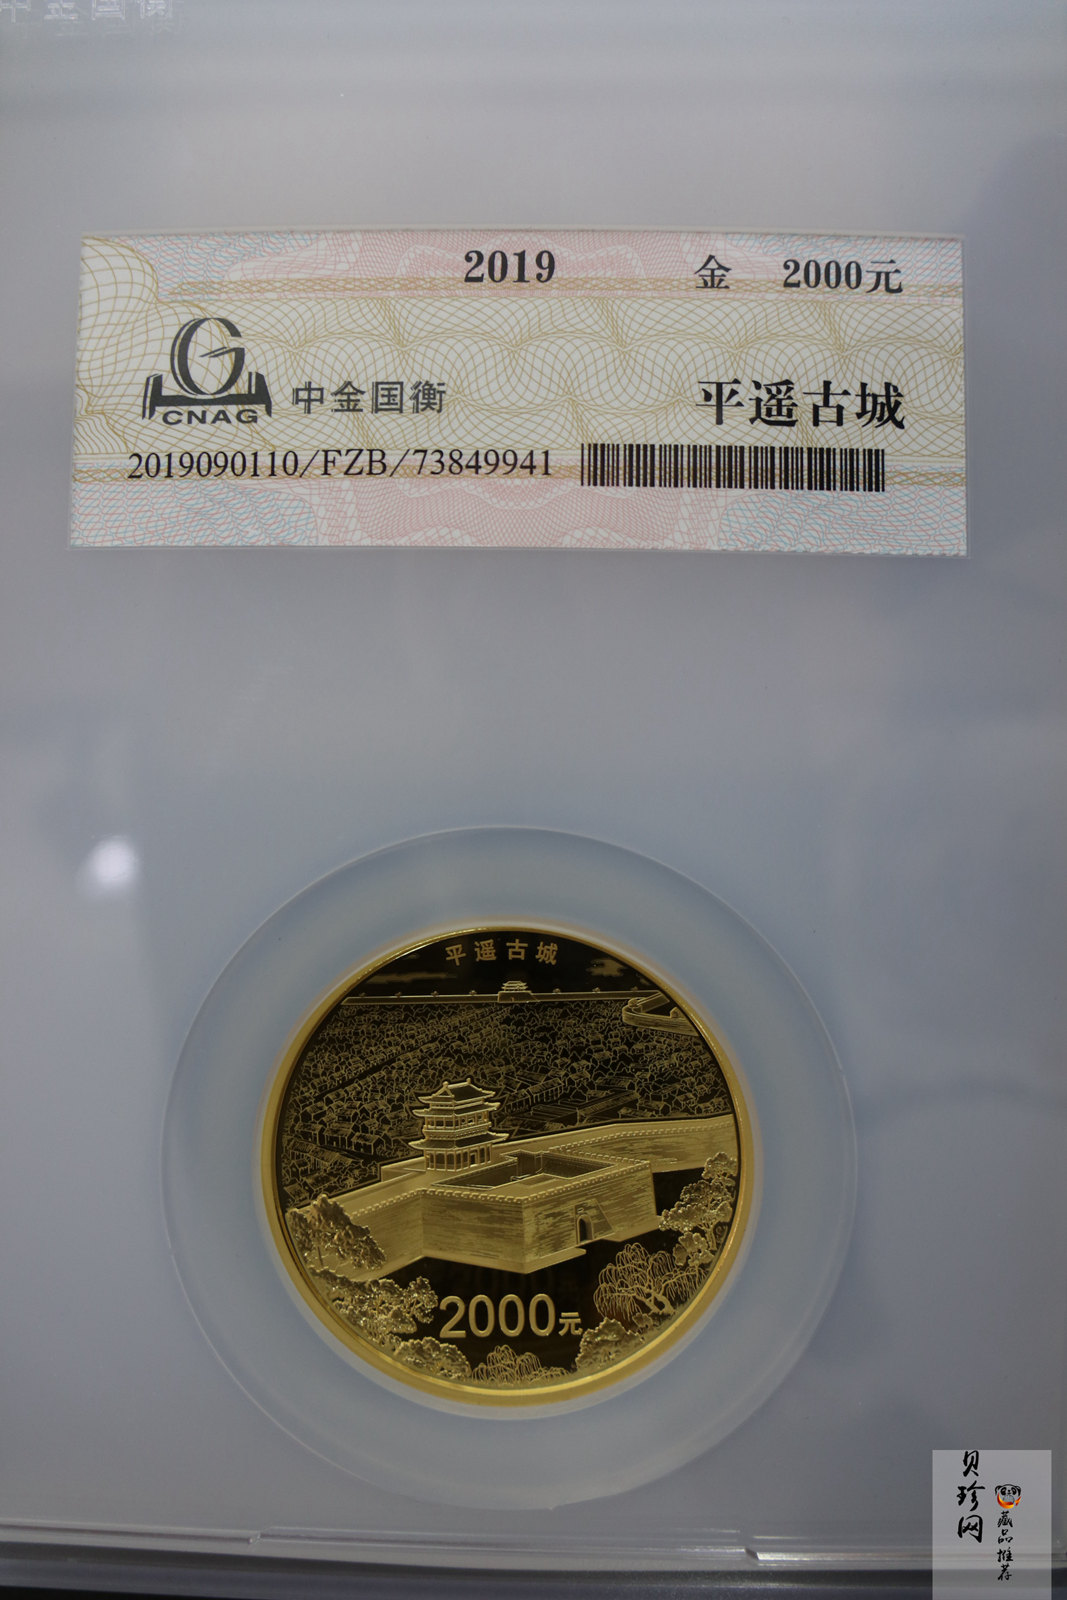 2019 金 2000元
CNAG 中金国衡 平遥古城
2019090110/FZB/73849941
平遥古城
2000元
贝珍网
藏品推荐